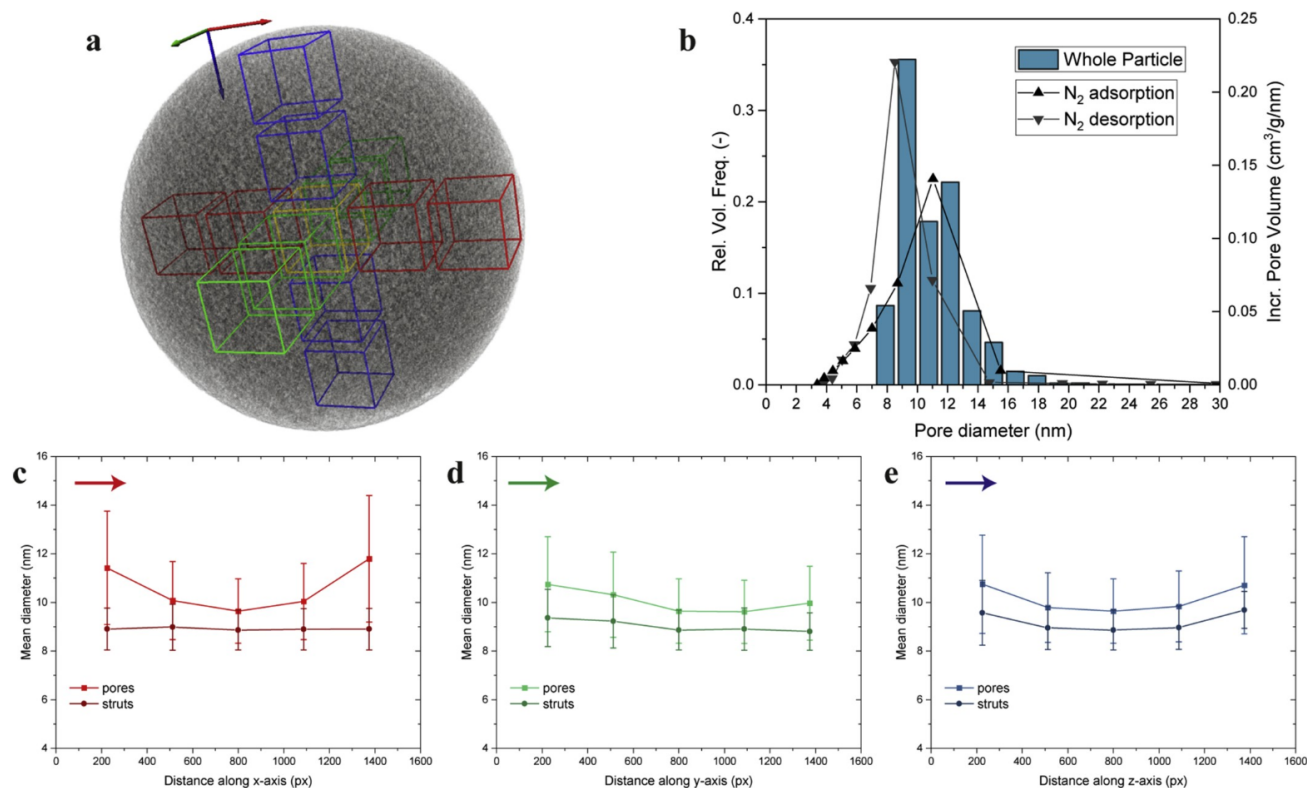 a
b
0.4
0.3
0.2
0.1
0.0
Rel. Vol. Freq. (-)
Whole Particle
N₂ adsorption
N₂ desorption
0.25
0.20
0.15
0.10
0.05
0.00
Incr. Pore Volume (cm³/g/nm)
0 2 4 6 8 10 12 14 16 18 20 22 24 26 28 30
Pore diameter (nm)
c
16
14
12
10
8
6
4
Mean diameter (nm)
pores
struts
0 200 400 600 800 1000 1200 1400 1600
Distance along x-axis (px)
d
16
14
12
10
8
6
4
Mean diameter (nm)
pores
struts
0 200 400 600 800 1000 1200 1400 1600
Distance along y-axis (px)
e
16
14
12
10
8
6
4
Mean diameter (nm)
pores
struts
0 200 400 600 800 1000 1200 1400 1600
Distance along z-axis (px)